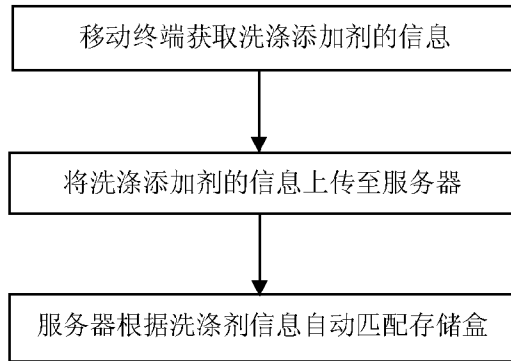 移动终端获取洗涤添加剂的信息
将洗涤添加剂的信息上传至服务器
服务器根据洗涤剂信息自动匹配存储盒